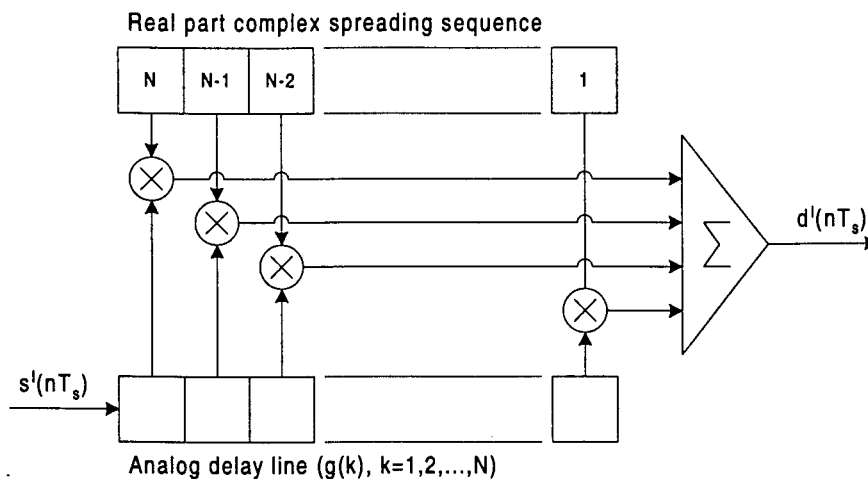 Real part complex spreading sequence
N N-1 N-2 1
∑
s^I(nT_s)
d^I(nT_s)
Analog delay line (g(k), k=1,2,...,N)